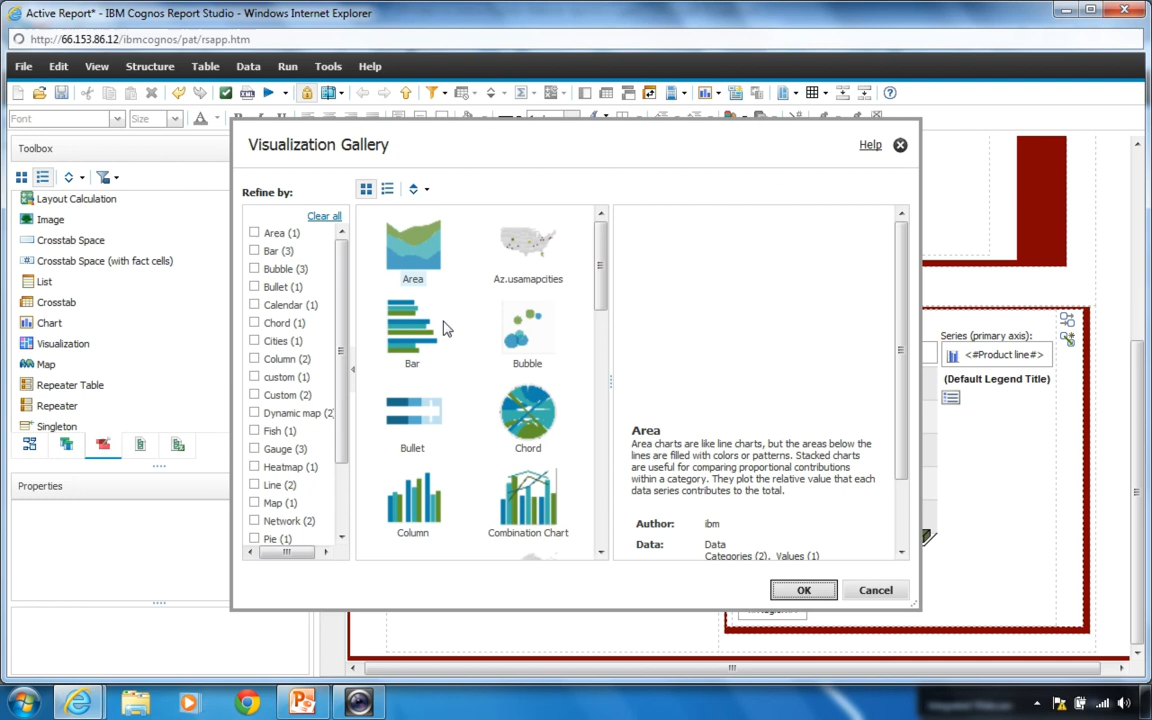 Active Report* - IBM Cognos Report Studio - Windows Internet Explorer
http://66.153.86.12/ibmcognos/pat/rsapp.htm
File Edit View Structure Table Data Run Tools Help
Font Size
Toolbox
Layout Calculation
Image
Crosstab Space
Crosstab Space (with fact cells)
List
Crosstab
Chart
Visualization
Map
Repeater Table
Repeater
Singleton
Properties
Visualization Gallery
Help
Refine by:
Clear all
Area (1)
Bar (3)
Bubble (3)
Bullet (1)
Calendar (1)
Chord (1)
Cities (1)
Column (2)
custom (1)
Custom (2)
Dynamic map (2
Fish (1)
Gauge (3)
Heatmap (1)
Line (2)
Map (1)
Network (2)
Pie (1)
Area
Az.usamapcities
Bar
Bubble
Bullet
Chord
Column
Combination Chart
Area
Area charts are like line charts, but the areas below the
lines are filled with colors or patterns. Stacked charts
are useful for comparing proportional contributions
within a category. They plot the relative value that each
data series contributes to the total.
Author: ibm
Data: Data
Categories (2), Values (1)
OK Cancel
Series (primary axis):
<#Product line#>
(Default Legend Title)